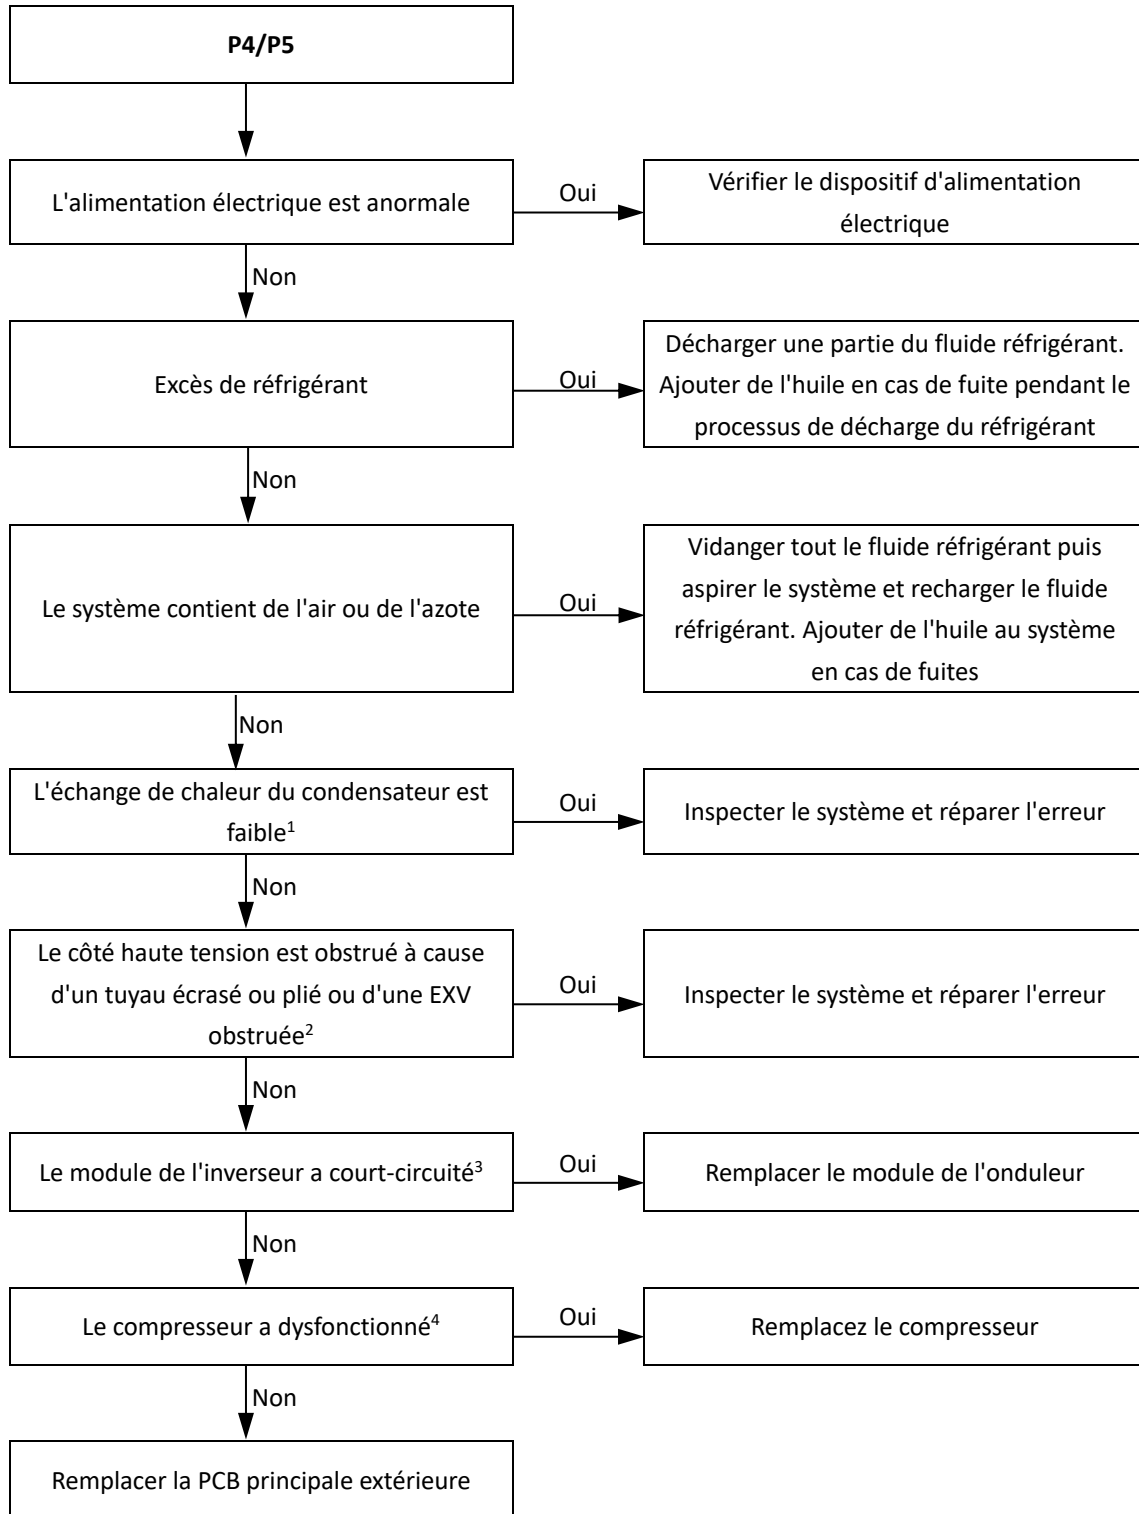 P4/P5
L'alimentation électrique est anormale
Oui
Vérifier le dispositif d'alimentation
électrique
Non
Excès de réfrigérant
Oui
Décharger une partie du fluide réfrigérant.
Ajouter de l'huile en cas de fuite pendant le
processus de décharge du réfrigérant
Non
Le système contient de l'air ou de l'azote
Oui
Vidanger tout le fluide réfrigérant puis
aspirer le système et recharger le fluide
réfrigérant. Ajouter de l'huile au système
en cas de fuites
Non
L'échange de chaleur du condensateur est
faible¹
Oui
Inspecter le système et réparer l'erreur
Non
Le côté haute tension est obstrué à cause
d'un tuyau écrasé ou plié ou d'une EXV
obstruée²
Oui
Inspecter le système et réparer l'erreur
Non
Le module de l'inverseur a court-circuité³
Oui
Remplacer le module de l'onduleur
Non
Le compresseur a dysfonctionné⁴
Oui
Remplacez le compresseur
Non
Remplacer la PCB principale extérieure